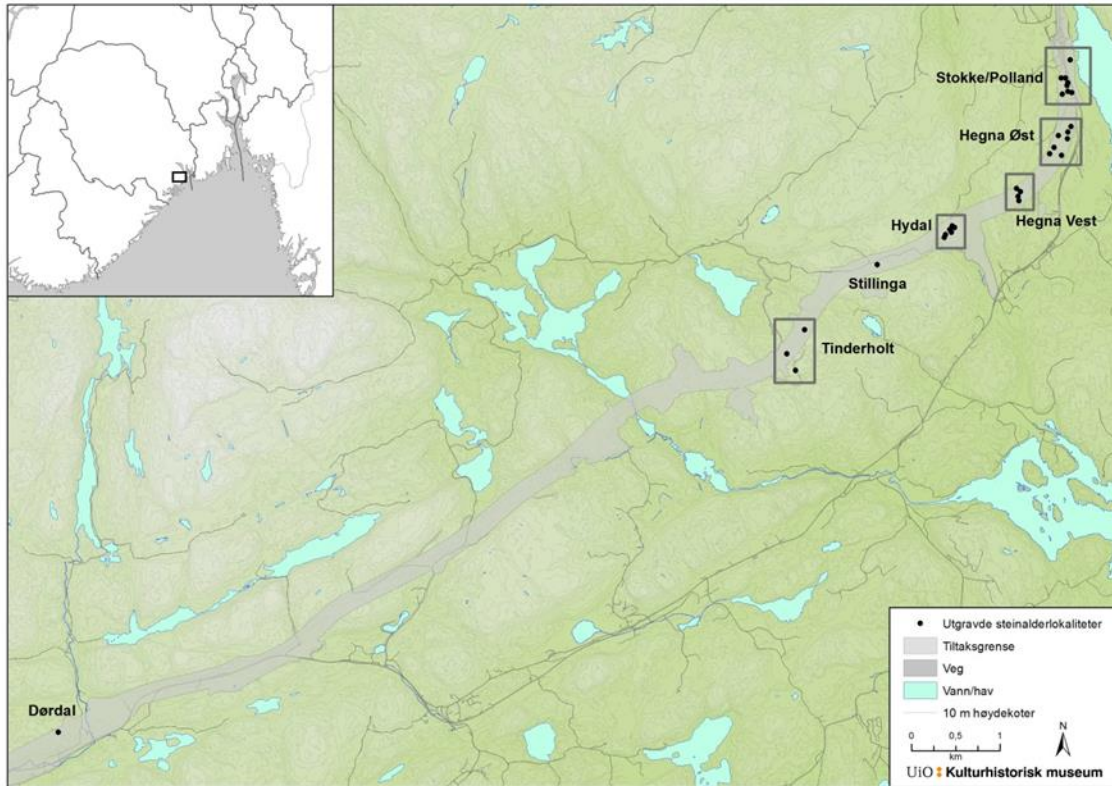 Stokke/Polland
Hegna Øst
Hegna Vest
Hydal
Stillinga
Tinderholt
Dørdal
Utgravde steinalderlokaliteter
Tiltaksgrense
Veg
Vann/hav
10 m høydekoter
N
0 0,5 1
km
UiO Kulturhistorisk museum